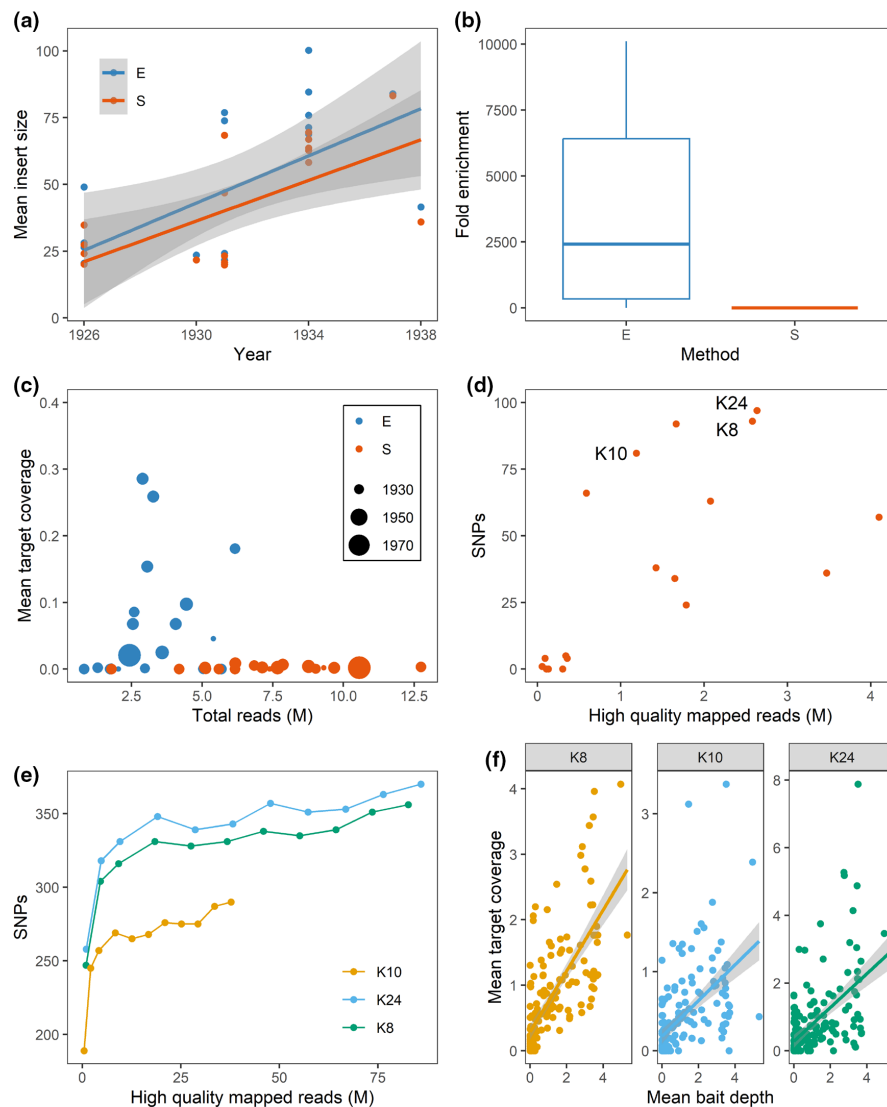 (a)
100
75
50
25
0
Mean insert size
E
S
1926
1930
1934
1938
Year
(b)
10000
7500
5000
2500
0
Fold enrichment
E
S
Method
(c)
0.4
0.3
0.2
0.1
0.0
Mean target coverage
E
S
1930
1950
1970
2.5
5.0
7.5
10.0
12.5
Total reads (M)
(d)
100
75
50
25
0
SNPs
K24
K8
K10
0
1
2
3
4
High quality mapped reads (M)
(e)
350
300
250
200
SNPs
K10
K24
K8
0
25
50
75
High quality mapped reads (M)
(f)
K8
K10
K24
Mean target coverage
4
3
2
1
0
3
2
1
0
8
6
4
2
0
0
2
4
0
2
4
0
2
4
Mean bait depth